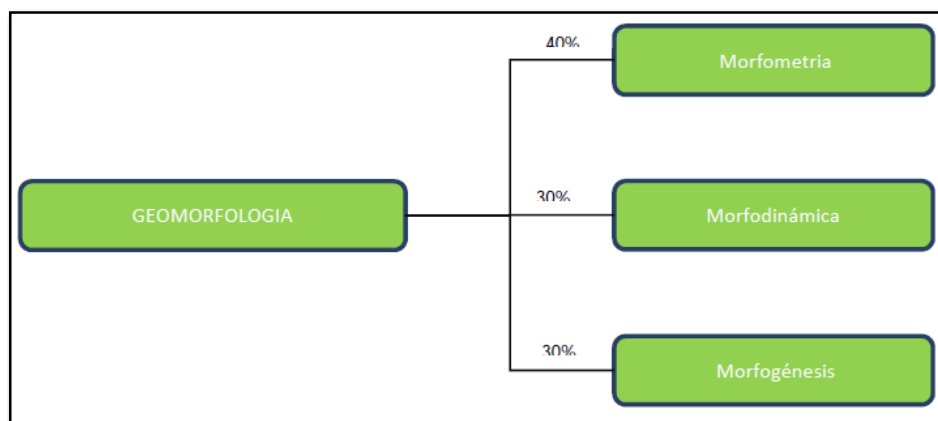 40%
Morfometria
GEOMORFOLOGIA
30%
Morfodinámica
30%
Morfogénesis